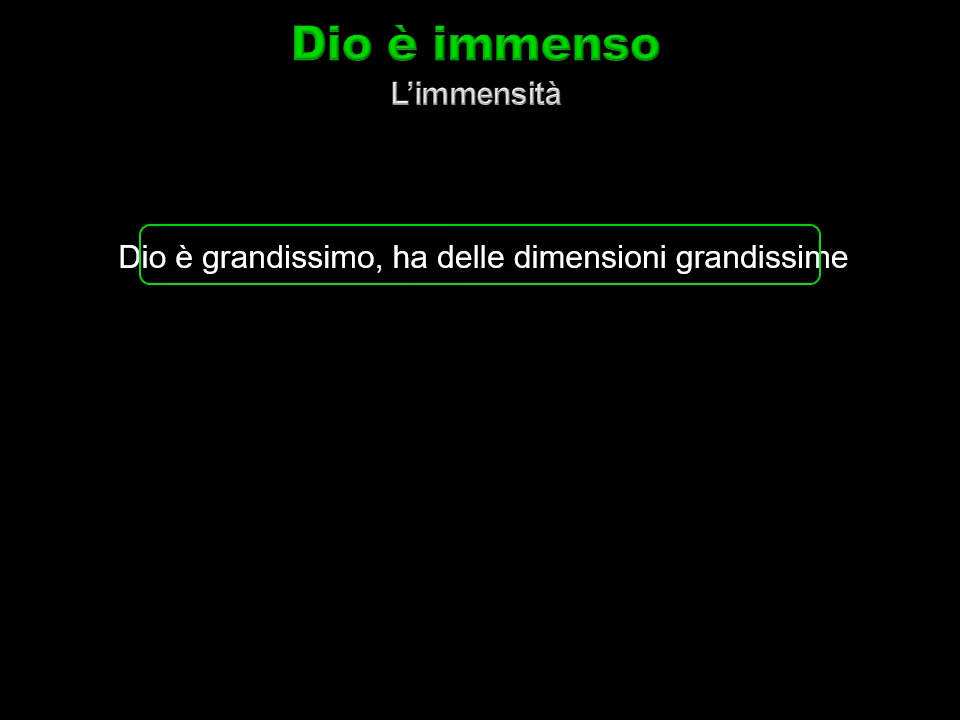 Dio è immenso
L’immensità
Dio è grandissimo, ha delle dimensioni grandissime